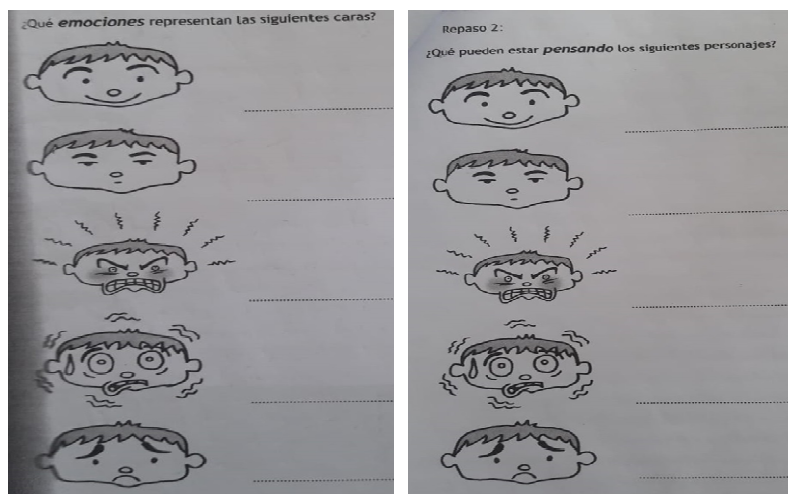 ¿Qué emociones representan las siguientes caras?
Repaso 2:
¿Qué pueden estar pensando los siguientes personajes?